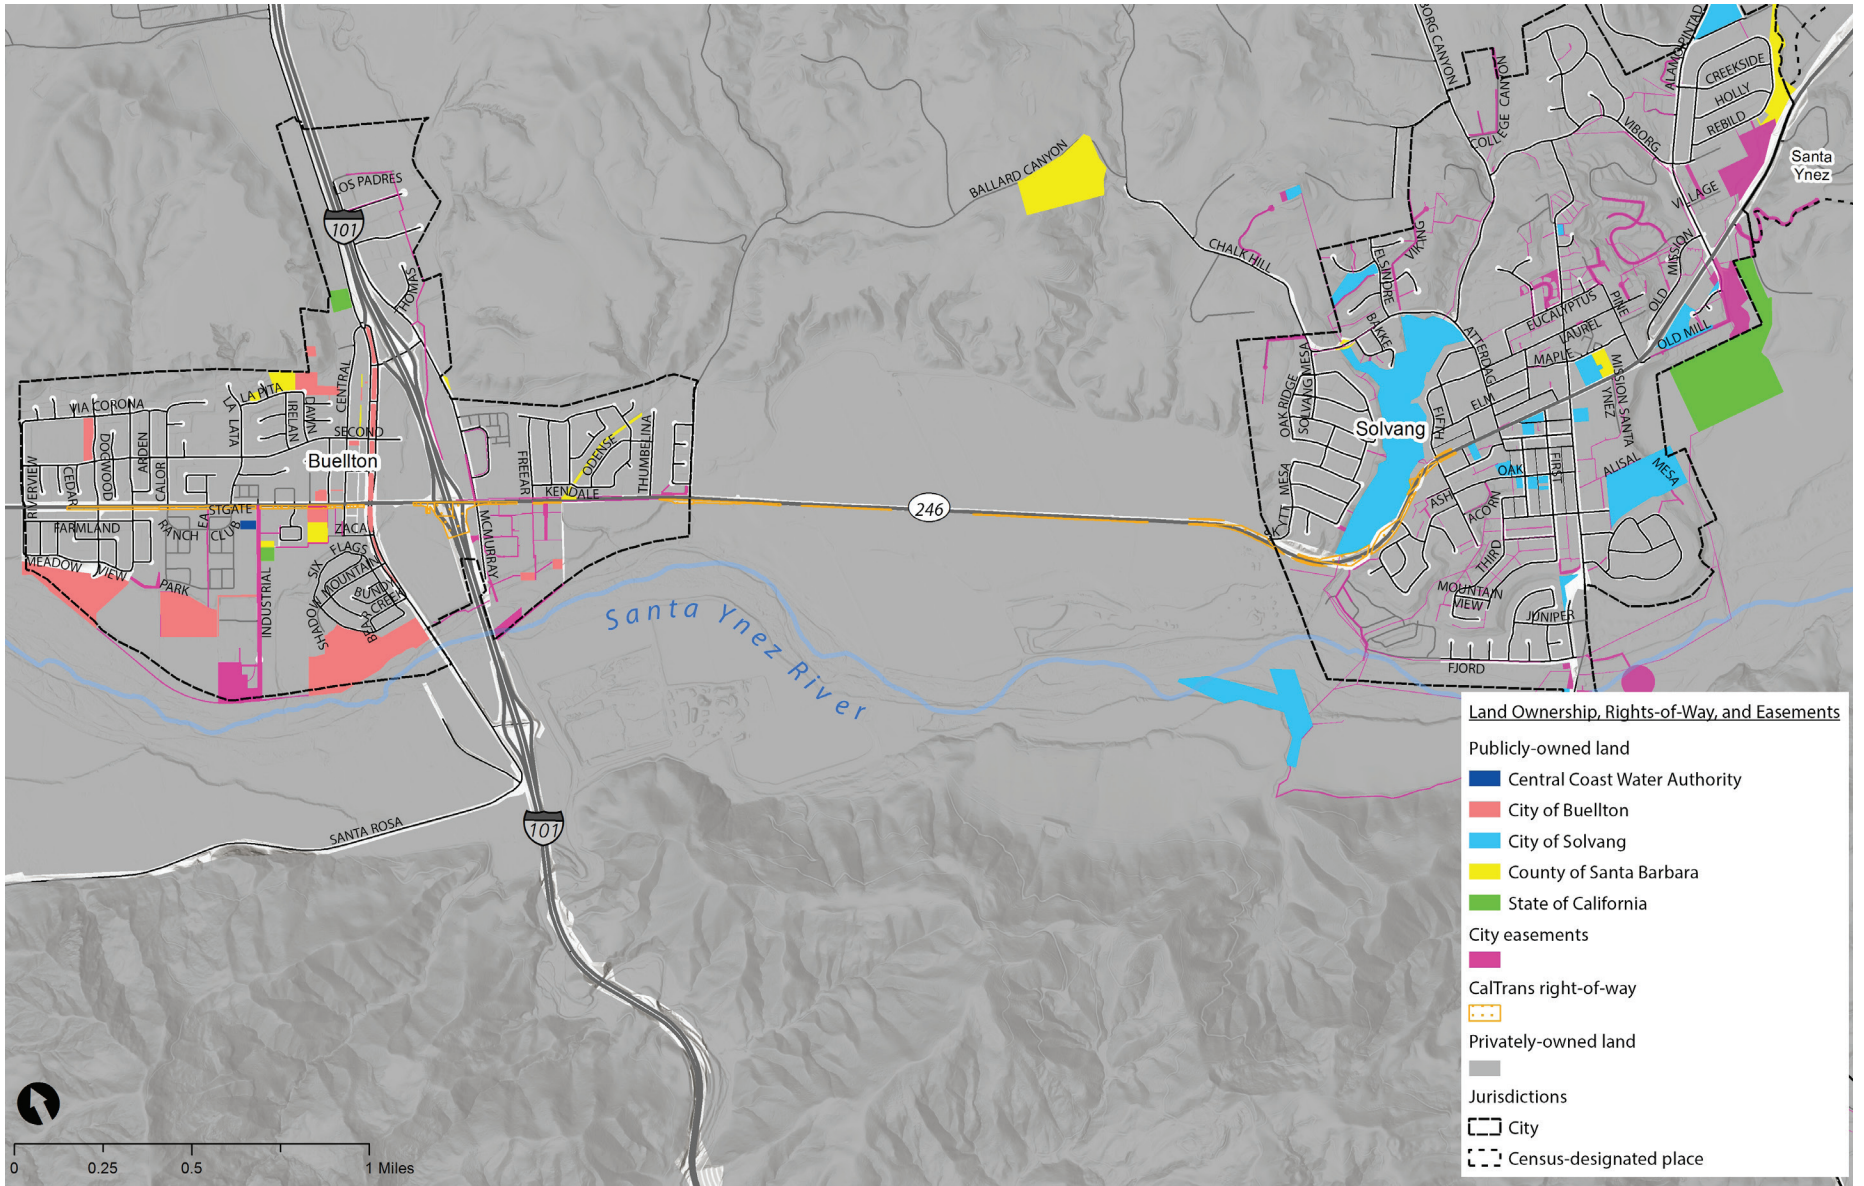 BORG CANYON
ALAMO PINTAD
CREEKSIDE
HOLLY
REBILD
COLLEGE CANYON
VIBORG
Santa
Ynez
VILLAGE
BALLARD CANYON
LOS PADRES
101
CHALK HILL
VIKING
ELSINORE
OLD MISSION
THOMAS
BAKKE
EUCALYPTUS
PINE
LAUREL
OLD MILL
MAPLE
ATTERDAG
MISSION SANTA YNEZ
OAK RIDGE
SOLVANG MESA
ELM
FIFTH
Solvang
CENTRAL
LA PITA
VIA CORONA
LA LATA
IRELAN
DAWN
SECOND
Buellton
DOGWOOD
ARDEN
CALOR
RIVERVIEW
CEDAR
FREEAR
ODENSE
THUMBELINA
KENDALE
246
OAK
FIRST
ALISAL
MESA
ASH
ACORN
THIRD
FARMLAND
RANCH CLUB
ZACA
MCMURRAY
FLAGS
SIX
MEADOW VIEW
PARK
INDUSTRIAL
SHADOW MOUNTAIN
BUNDY
BEAR CREEK
MOUNTAIN
VIEW
JUNIPER
FJORD
Santa Ynez River
SANTA ROSA
101
Land Ownership, Rights-of-Way, and Easements
Publicly-owned land
Central Coast Water Authority
City of Buellton
City of Solvang
County of Santa Barbara
State of California
City easements
CalTrans right-of-way
Privately-owned land
Jurisdictions
City
Census-designated place
0 0.25 0.5 1 Miles